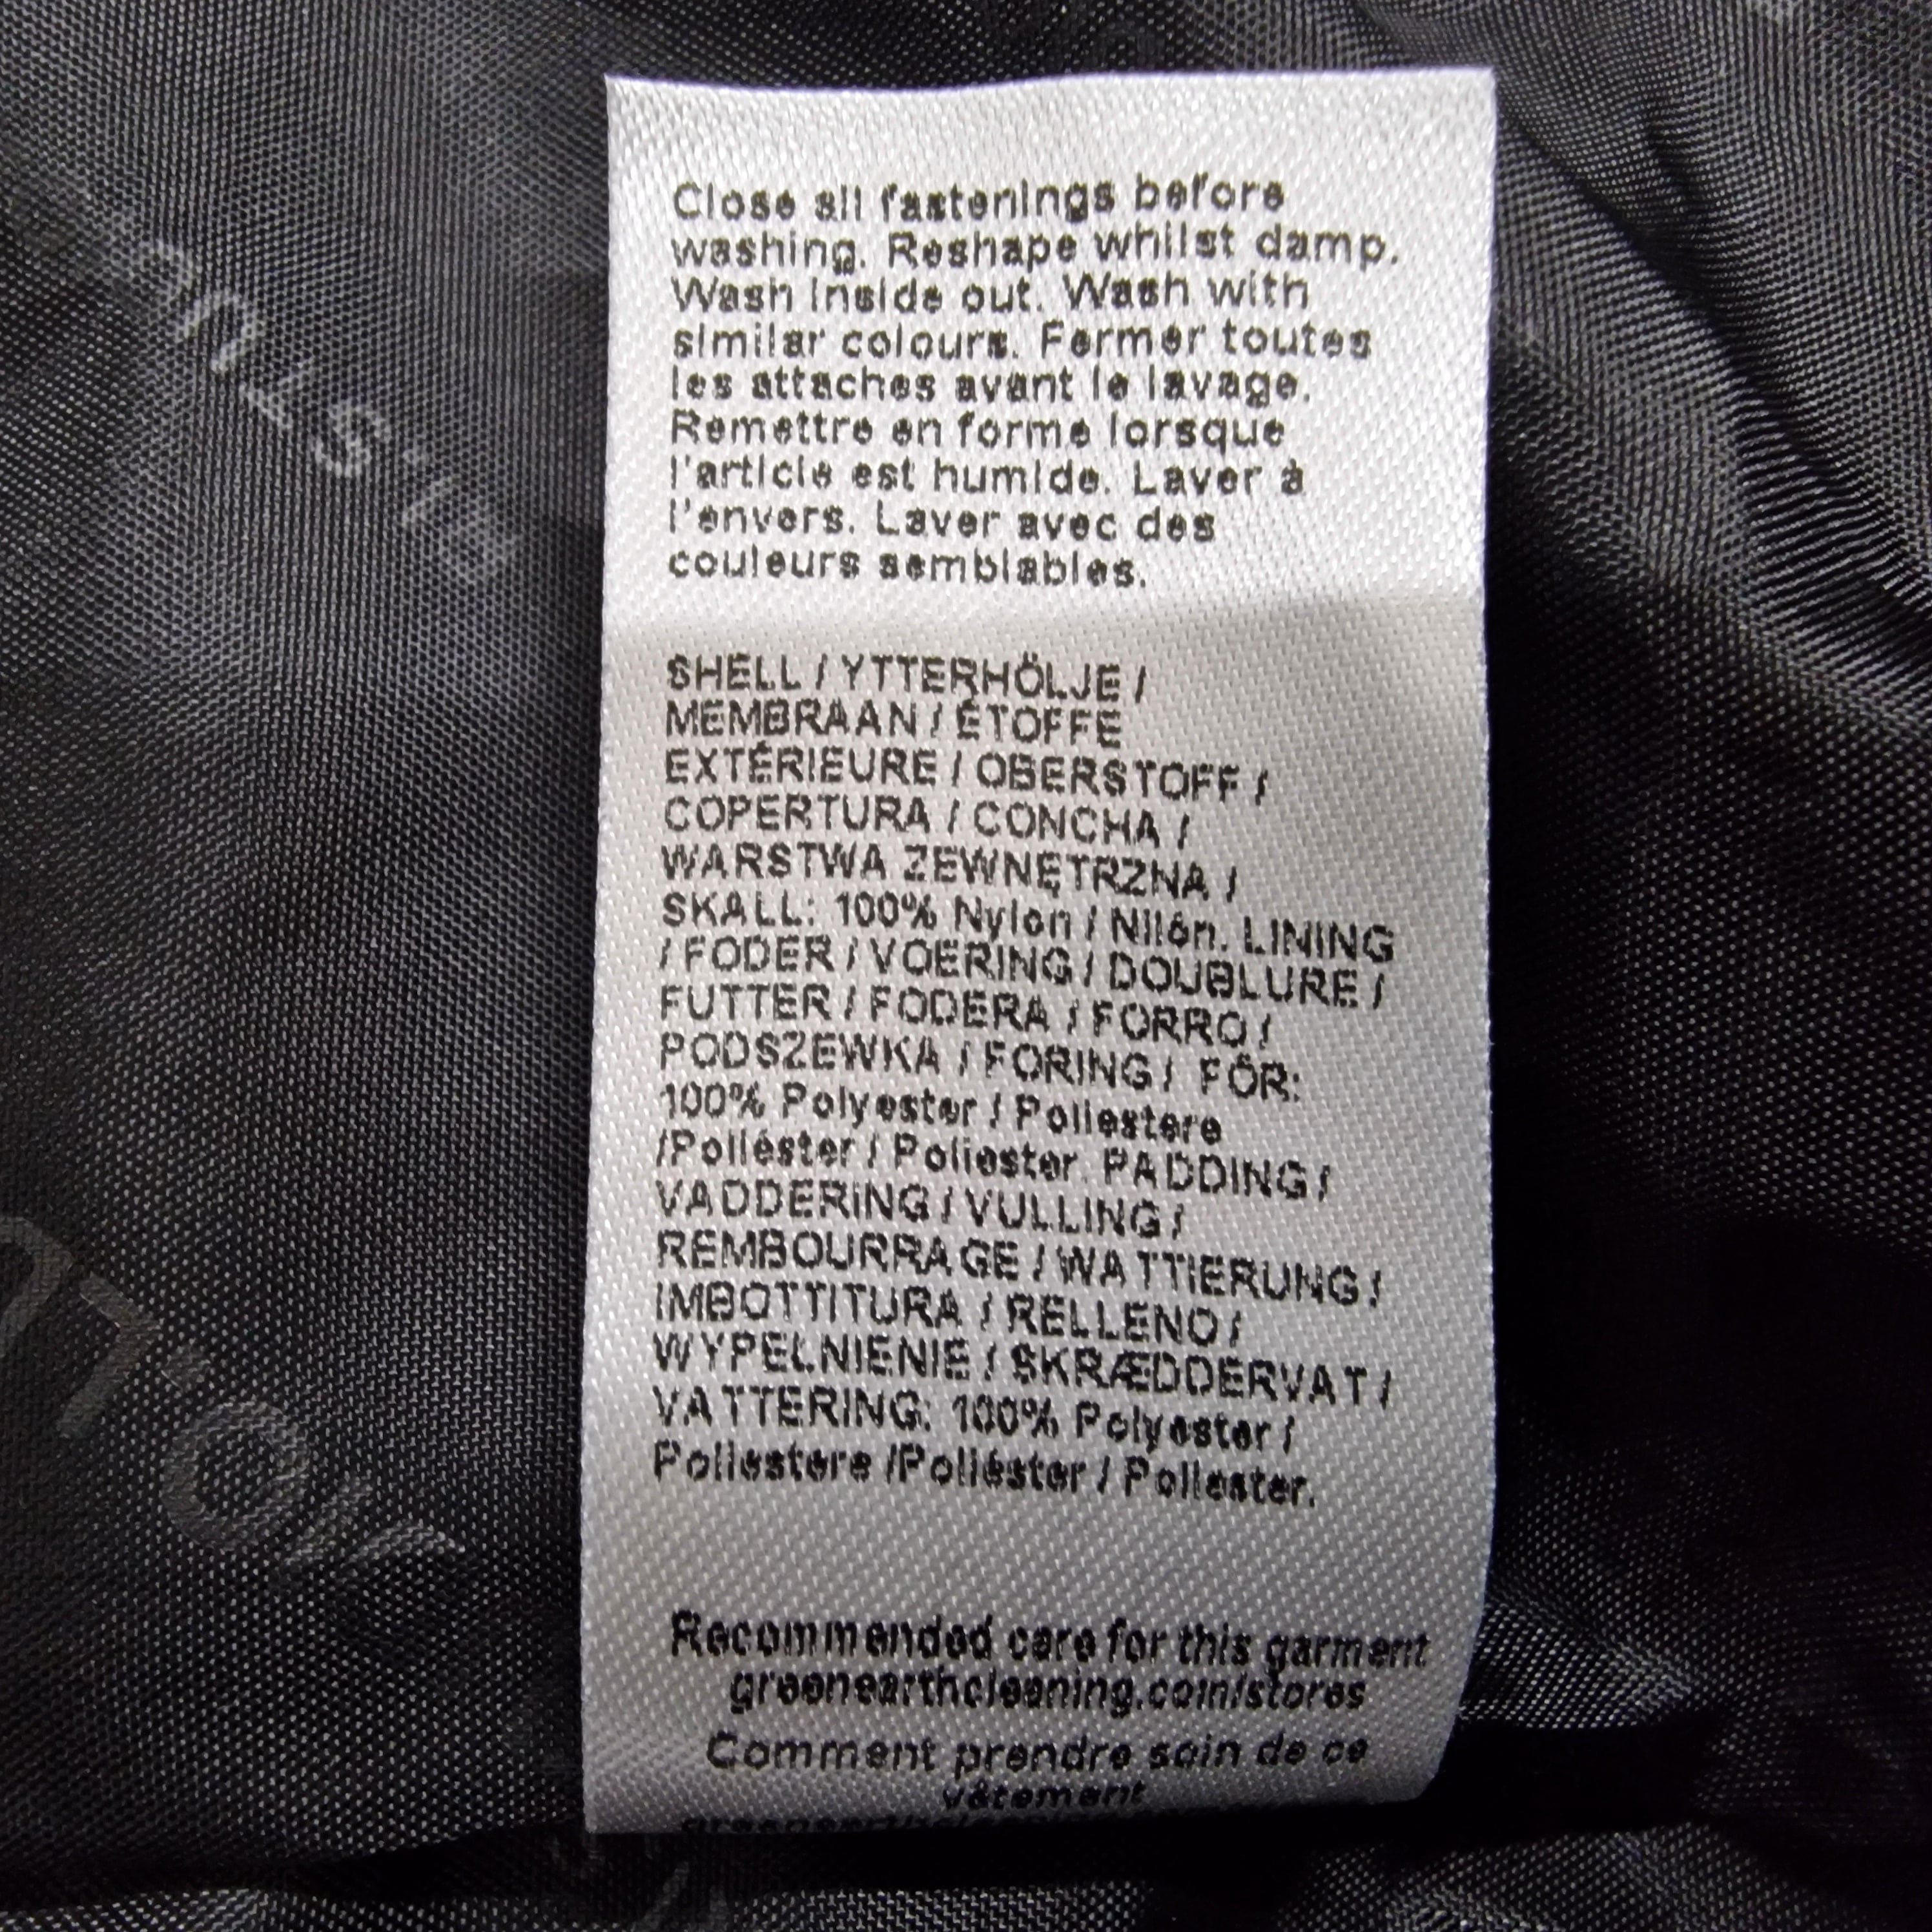 Close all fastenings before
washing. Reshape whilst damp.
Wash inside out. Wash with
similar colours. Fermer toutes
les attaches avant le lavage.
Remettre en forme lorsque
l'article est humide. Laver à
l'envers. Laver avec des
couleurs semblables.
SHELL / YTTERHÖLJE /
MEMBRAAN / ÉTOFFE
EXTÉRIEURE / OBERSTOFF /
COPERTURA / CONCHA /
WARSTWA ZEWNĘTRZNA /
SKALL: 100% Nylon / Nilón. LINING
/ FODER / VOERING / DOUBLURE /
FUTTER / FODERA / FORRO /
PODSZEWKA / FORING / FÔR:
100% Polyester / Poliestere
/Poliéster / Poliester. PADDING /
VADDERING / VULLING /
REMBOURRAGE / WATTIERUNG /
IMBOTTITURA / RELLENO /
WYPEŁNIENIE / SKRÆDDERVAT /
VATTERING: 100% Polyester /
Poliestere /Poliéster / Poliester.
Recommended care for this garment
greenearthcleaning.com/stores
Comment prendre soin de ce
vêtement